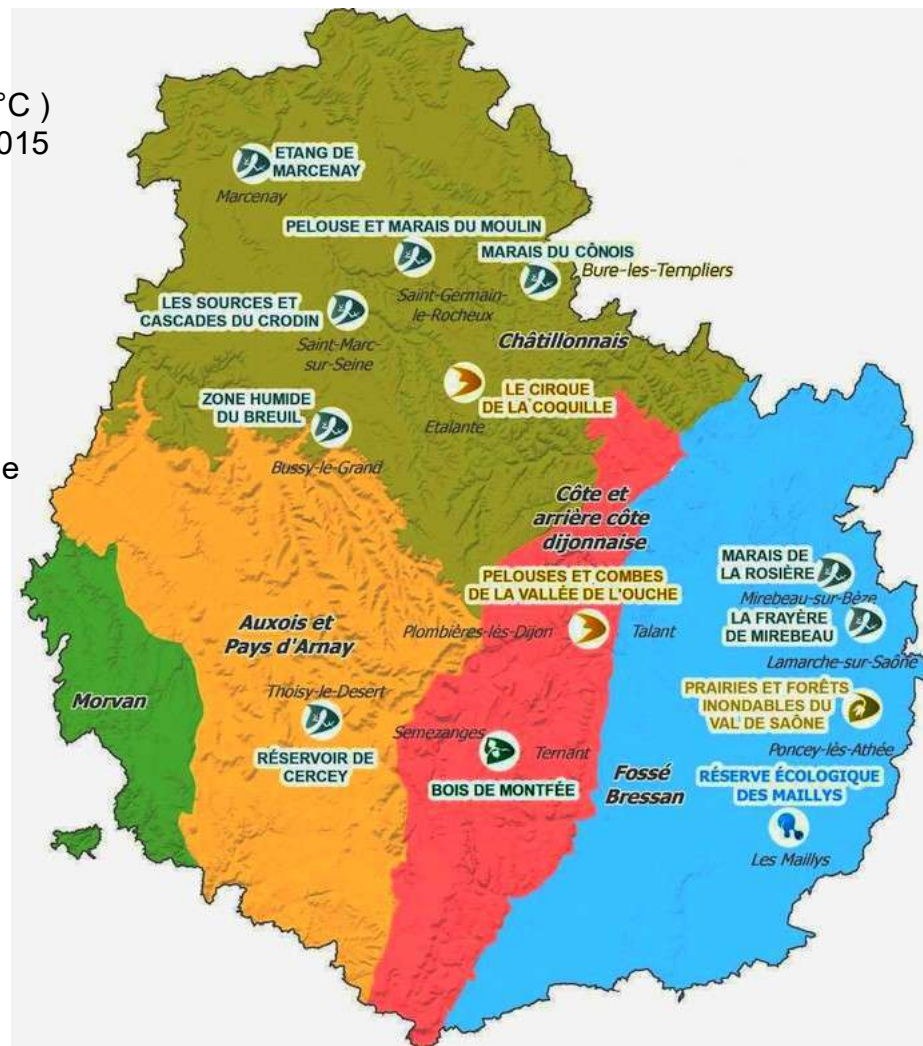 °C )
015
ETANG DE
MARCENAY
Marcenay
PELOUSE ET MARAIS DU MOULIN
MARAIS DU CÔNOIS
Bure-les-Templiers
Saint-Germain-
le-Rocheux
LES SOURCES ET
CASCADES DU CRODIN
Saint-Marc-
sur-Seine
Châtillonnais
LE CIRQUE
DE LA COQUILLE
Etalante
ZONE HUMIDE
DU BREUIL
Bussy-le-Grand
e
Côte et
arrière côte
dijonnaise
MARAIS DE
LA ROSIÈRE
Mirebeau-sur-Bèze
PELOUSES ET COMBES
DE LA VALLÉE DE L'OUCHE
Plombières-lès-Dijon
Talant
LA FRAYÈRE
DE MIREBEAU
Lamarche-sur-Saône
Auxois et
Pays d'Arnay
Morvan
Thoisy-le-Desert
RÉSERVOIR DE
CERCEY
Semezanges
Ternant
BOIS DE MONTFÉE
PRAIRIES ET FORÊTS
INONDABLES DU
VAL DE SAÔNE
Poncey-lès-Athée
Fossé
Bressan
RÉSERVE ÉCOLOGIQUE
DES MAILLYS
Les Maillys